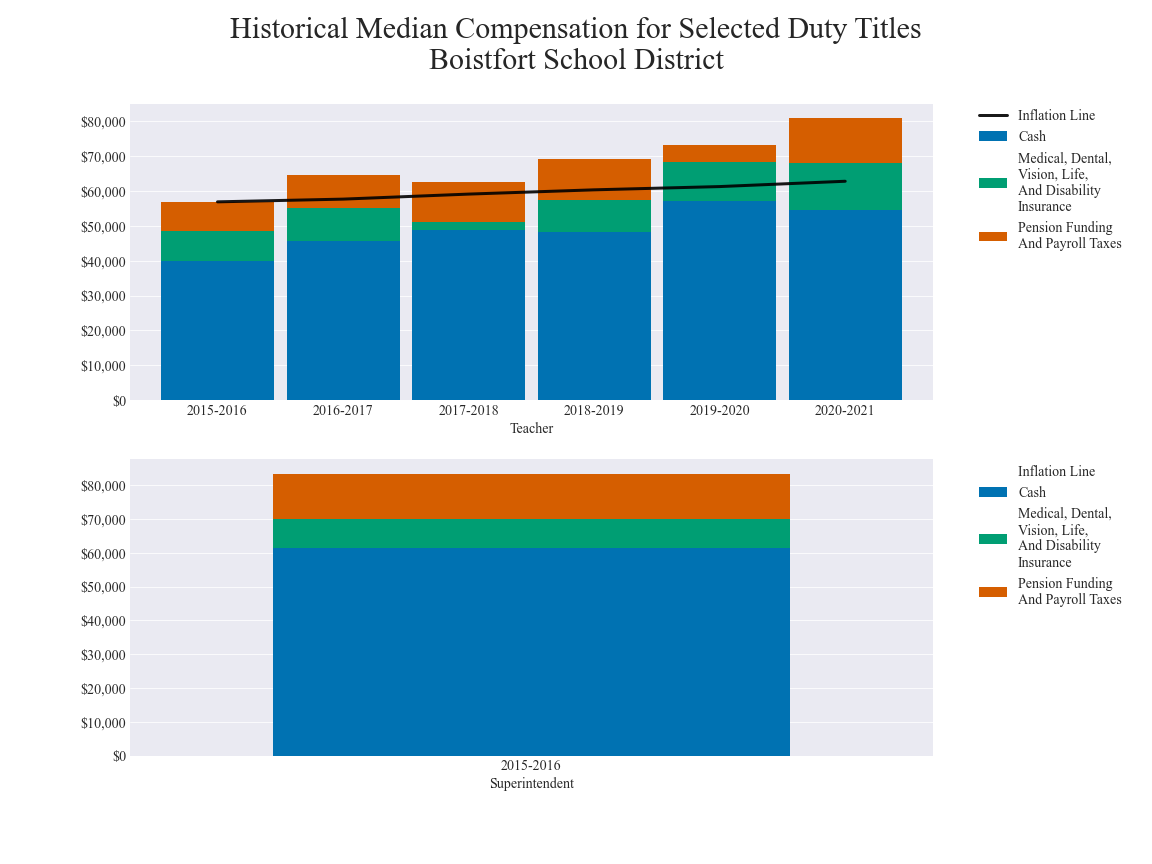 Historical Median Compensation for Selected Duty Titles
Boistfort School District
$80,000
$70,000
$60,000
$50,000
$40,000
$30,000
$20,000
$10,000
$0
2015-2016 2016-2017 2017-2018 2018-2019 2019-2020 2020-2021
Teacher
Inflation Line
Cash
Medical, Dental,
Vision, Life,
And Disability
Insurance
Pension Funding
And Payroll Taxes
$80,000
$70,000
$60,000
$50,000
$40,000
$30,000
$20,000
$10,000
$0
2015-2016
Superintendent
Inflation Line
Cash
Medical, Dental,
Vision, Life,
And Disability
Insurance
Pension Funding
And Payroll Taxes